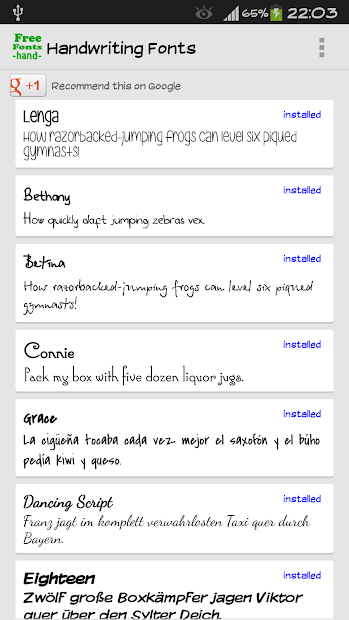 65% 22:03
Free
Fonts
-hand-
Handwriting Fonts
g +1 Recommend this on Google
Lenga installed
How razorbacked-jumping frogs can level six piqued
gymnasts!
Bethany installed
How quickly daft jumping zebras vex.
Betina installed
How razorbacked-jumping frogs can level six piqued
gymnasts!
Connie installed
Pack my box with five dozen liquor jugs.
Grace installed
La cigüeña tocaba cada vez mejor el saxofón y el búho
pedía kiwi y queso.
Dancing Script installed
Franz jagt im komplett verwahrlosten Taxi quer durch
Bayern.
Eighteen installed
Zwölf große Boxkämpfer jagen Viktor
quer über den Sylter Deich.